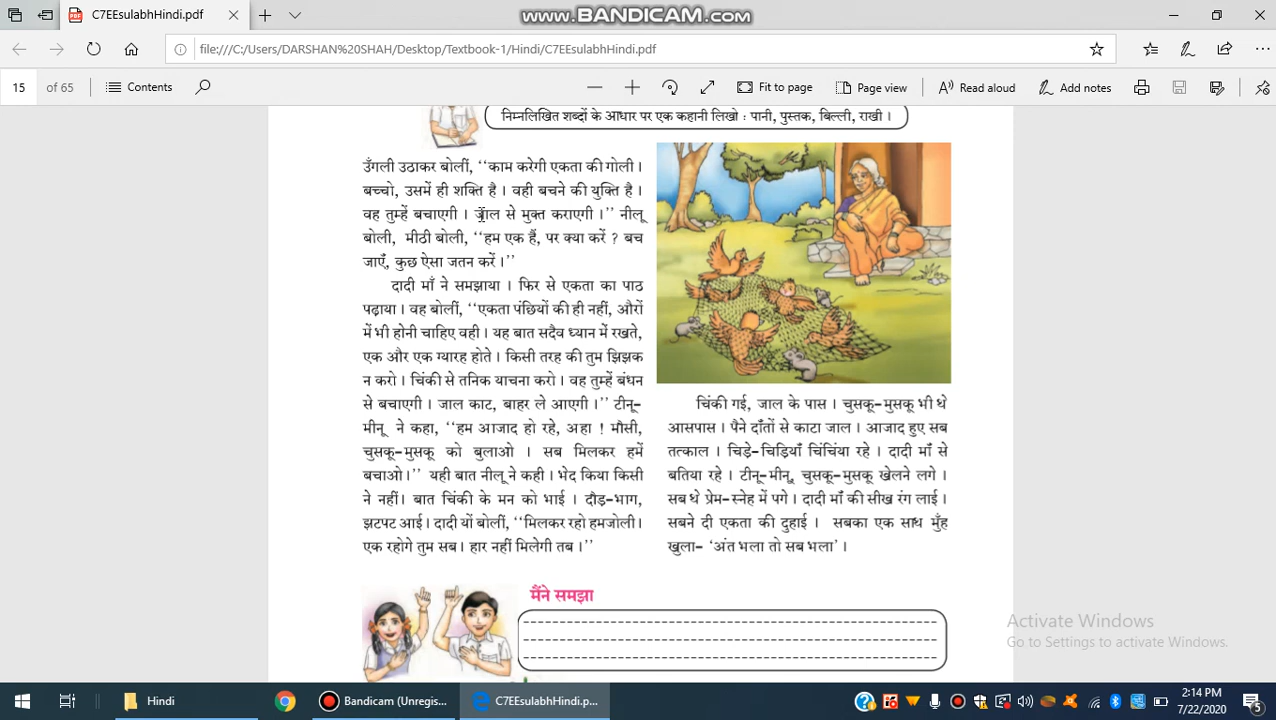 www.BANDICAM.com
C7EEsulabhHindi.pdf
file:///C:/Users/DARSHAN%20SHAH/Desktop/Textbook-1/Hindi/C7EEsulabhHindi.pdf
15 of 65 Contents Fit to page Page view Read aloud Add notes
निम्नलिखित शब्दों के आधार पर एक कहानी लिखो : पानी, पुस्तक, बिल्ली, राखी ।
उँगली उठाकर बोलीं, ‘‘काम करेगी एकता की गोली ।
बच्चो, उसमें ही शक्ति है । वही बचने की युक्ति है ।
वह तुम्हें बचाएगी । जाल से मुक्त कराएगी ।’’ नीलू
बोली, मीठी बोली, ‘‘हम एक हैं, पर क्या करें ? बच
जाएँ, कुछ ऐसा जतन करें ।’’
दादी माँ ने समझाया । फिर से एकता का पाठ
पढ़ाया । वह बोलीं, ‘‘एकता पंछियों की ही नहीं, औरों
में भी होनी चाहिए वही । यह बात सदैव ध्यान में रखते,
एक और एक ग्यारह होते । किसी तरह की तुम झिझक
न करो । चिंकी से तनिक याचना करो । वह तुम्हें बंधन
से बचाएगी । जाल काट, बाहर ले आएगी ।’’ टीनू-
मीनू ने कहा, ‘‘हम आजाद हो रहे, अहा ! मौसी,
चुसकू-मुसकू को बुलाओ । सब मिलकर हमें
बचाओ ।’’ यही बात नीलू ने कही । भेद किया किसी
ने नहीं । बात चिंकी के मन को भाई । दौड़-भाग,
झटपट आई । दादी यों बोलीं, ‘‘मिलकर रहो हमजोली ।
एक रहोगे तुम सब । हार नहीं मिलेगी तब ।’’
चिंकी गई, जाल के पास । चुसकू-मुसकू भी थे
आसपास । पैने दाँतों से काटा जाल । आजाद हुए सब
तत्काल । चिड़े-चिड़ियाँ चिंचिंया रहे । दादी माँ से
बतिया रहे । टीनू-मीनू, चुसकू-मुसकू खेलने लगे ।
सब थे प्रेम-स्नेह में पगे । दादी माँ की सीख रंग लाई ।
सबने दी एकता की दुहाई । सबका एक साथ मुँह
खुला- ‘अंत भला तो सब भला’ ।
मैंने समझा
Activate Windows
Go to Settings to activate Windows.
Hindi Bandicam (Unregis... C7EEsulabhHindi.p...
2:14 PM
7/22/2020
5